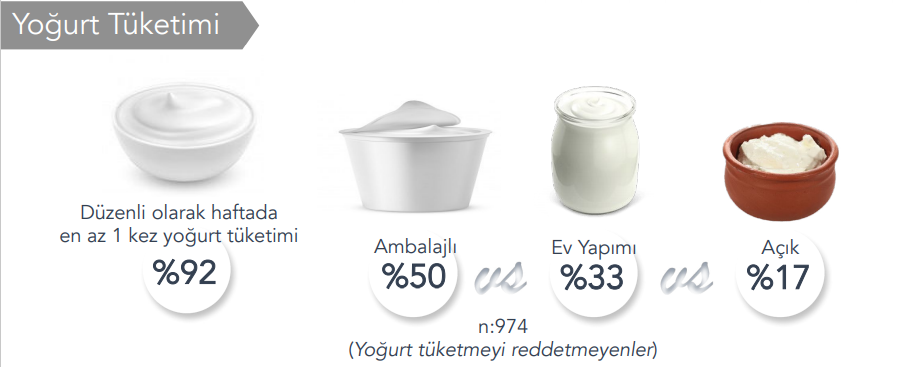 Yoğurt Tüketimi
Düzenli olarak haftada
en az 1 kez yoğurt tüketimi
%92
Ambalajlı
%50
vs
Ev Yapımı
%33
vs
Açık
%17
n:974
(Yoğurt tüketmeyi reddetmeyenler)